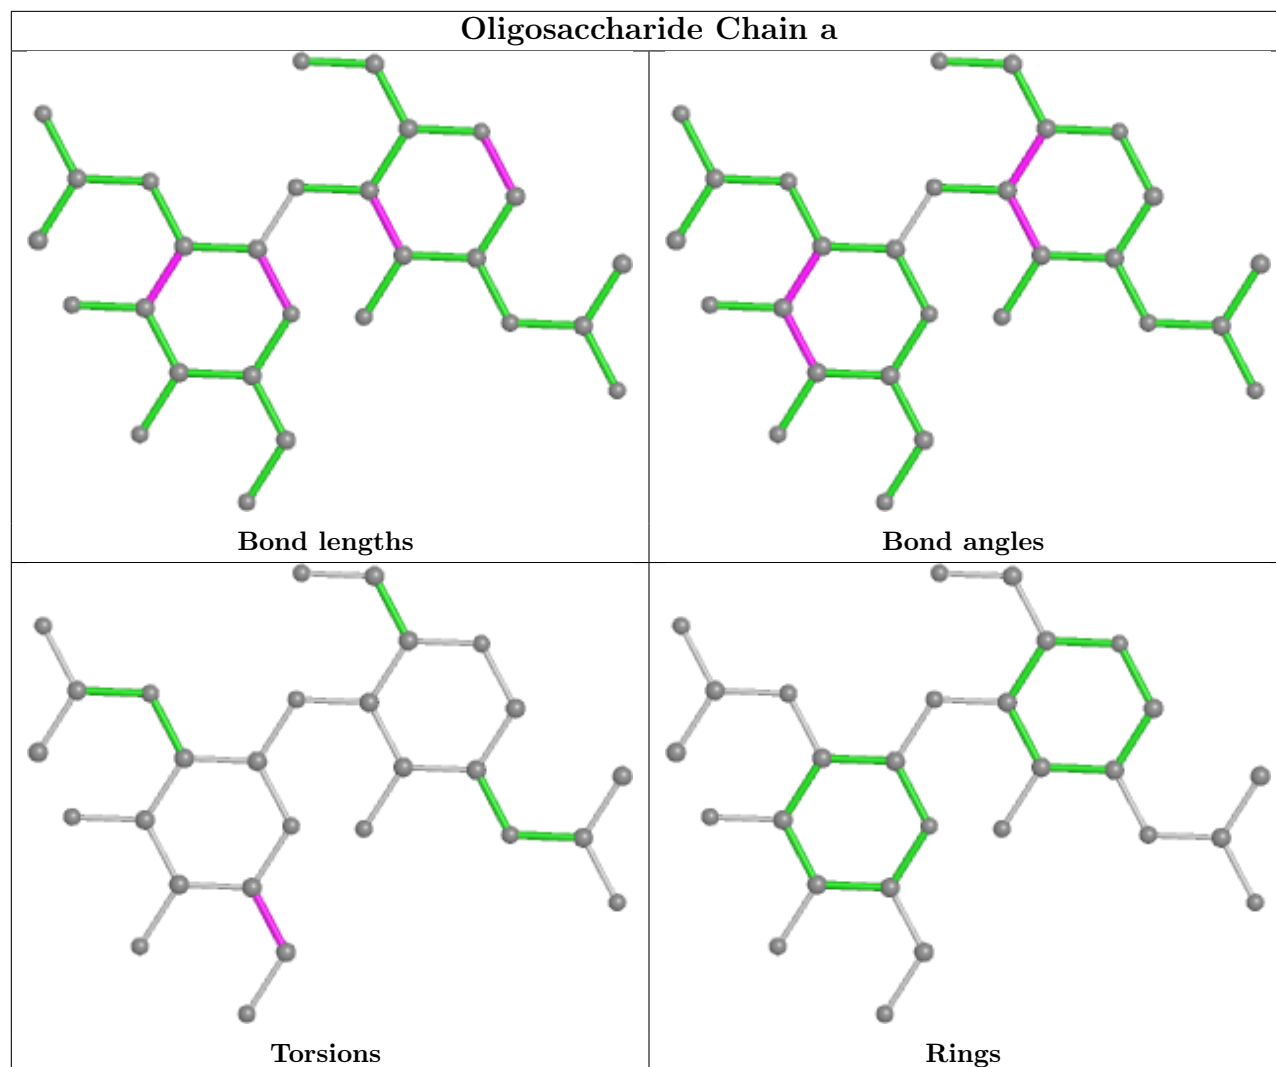 Oligosaccharide Chain a
Bond lengths
Bond angles
Torsions
Rings